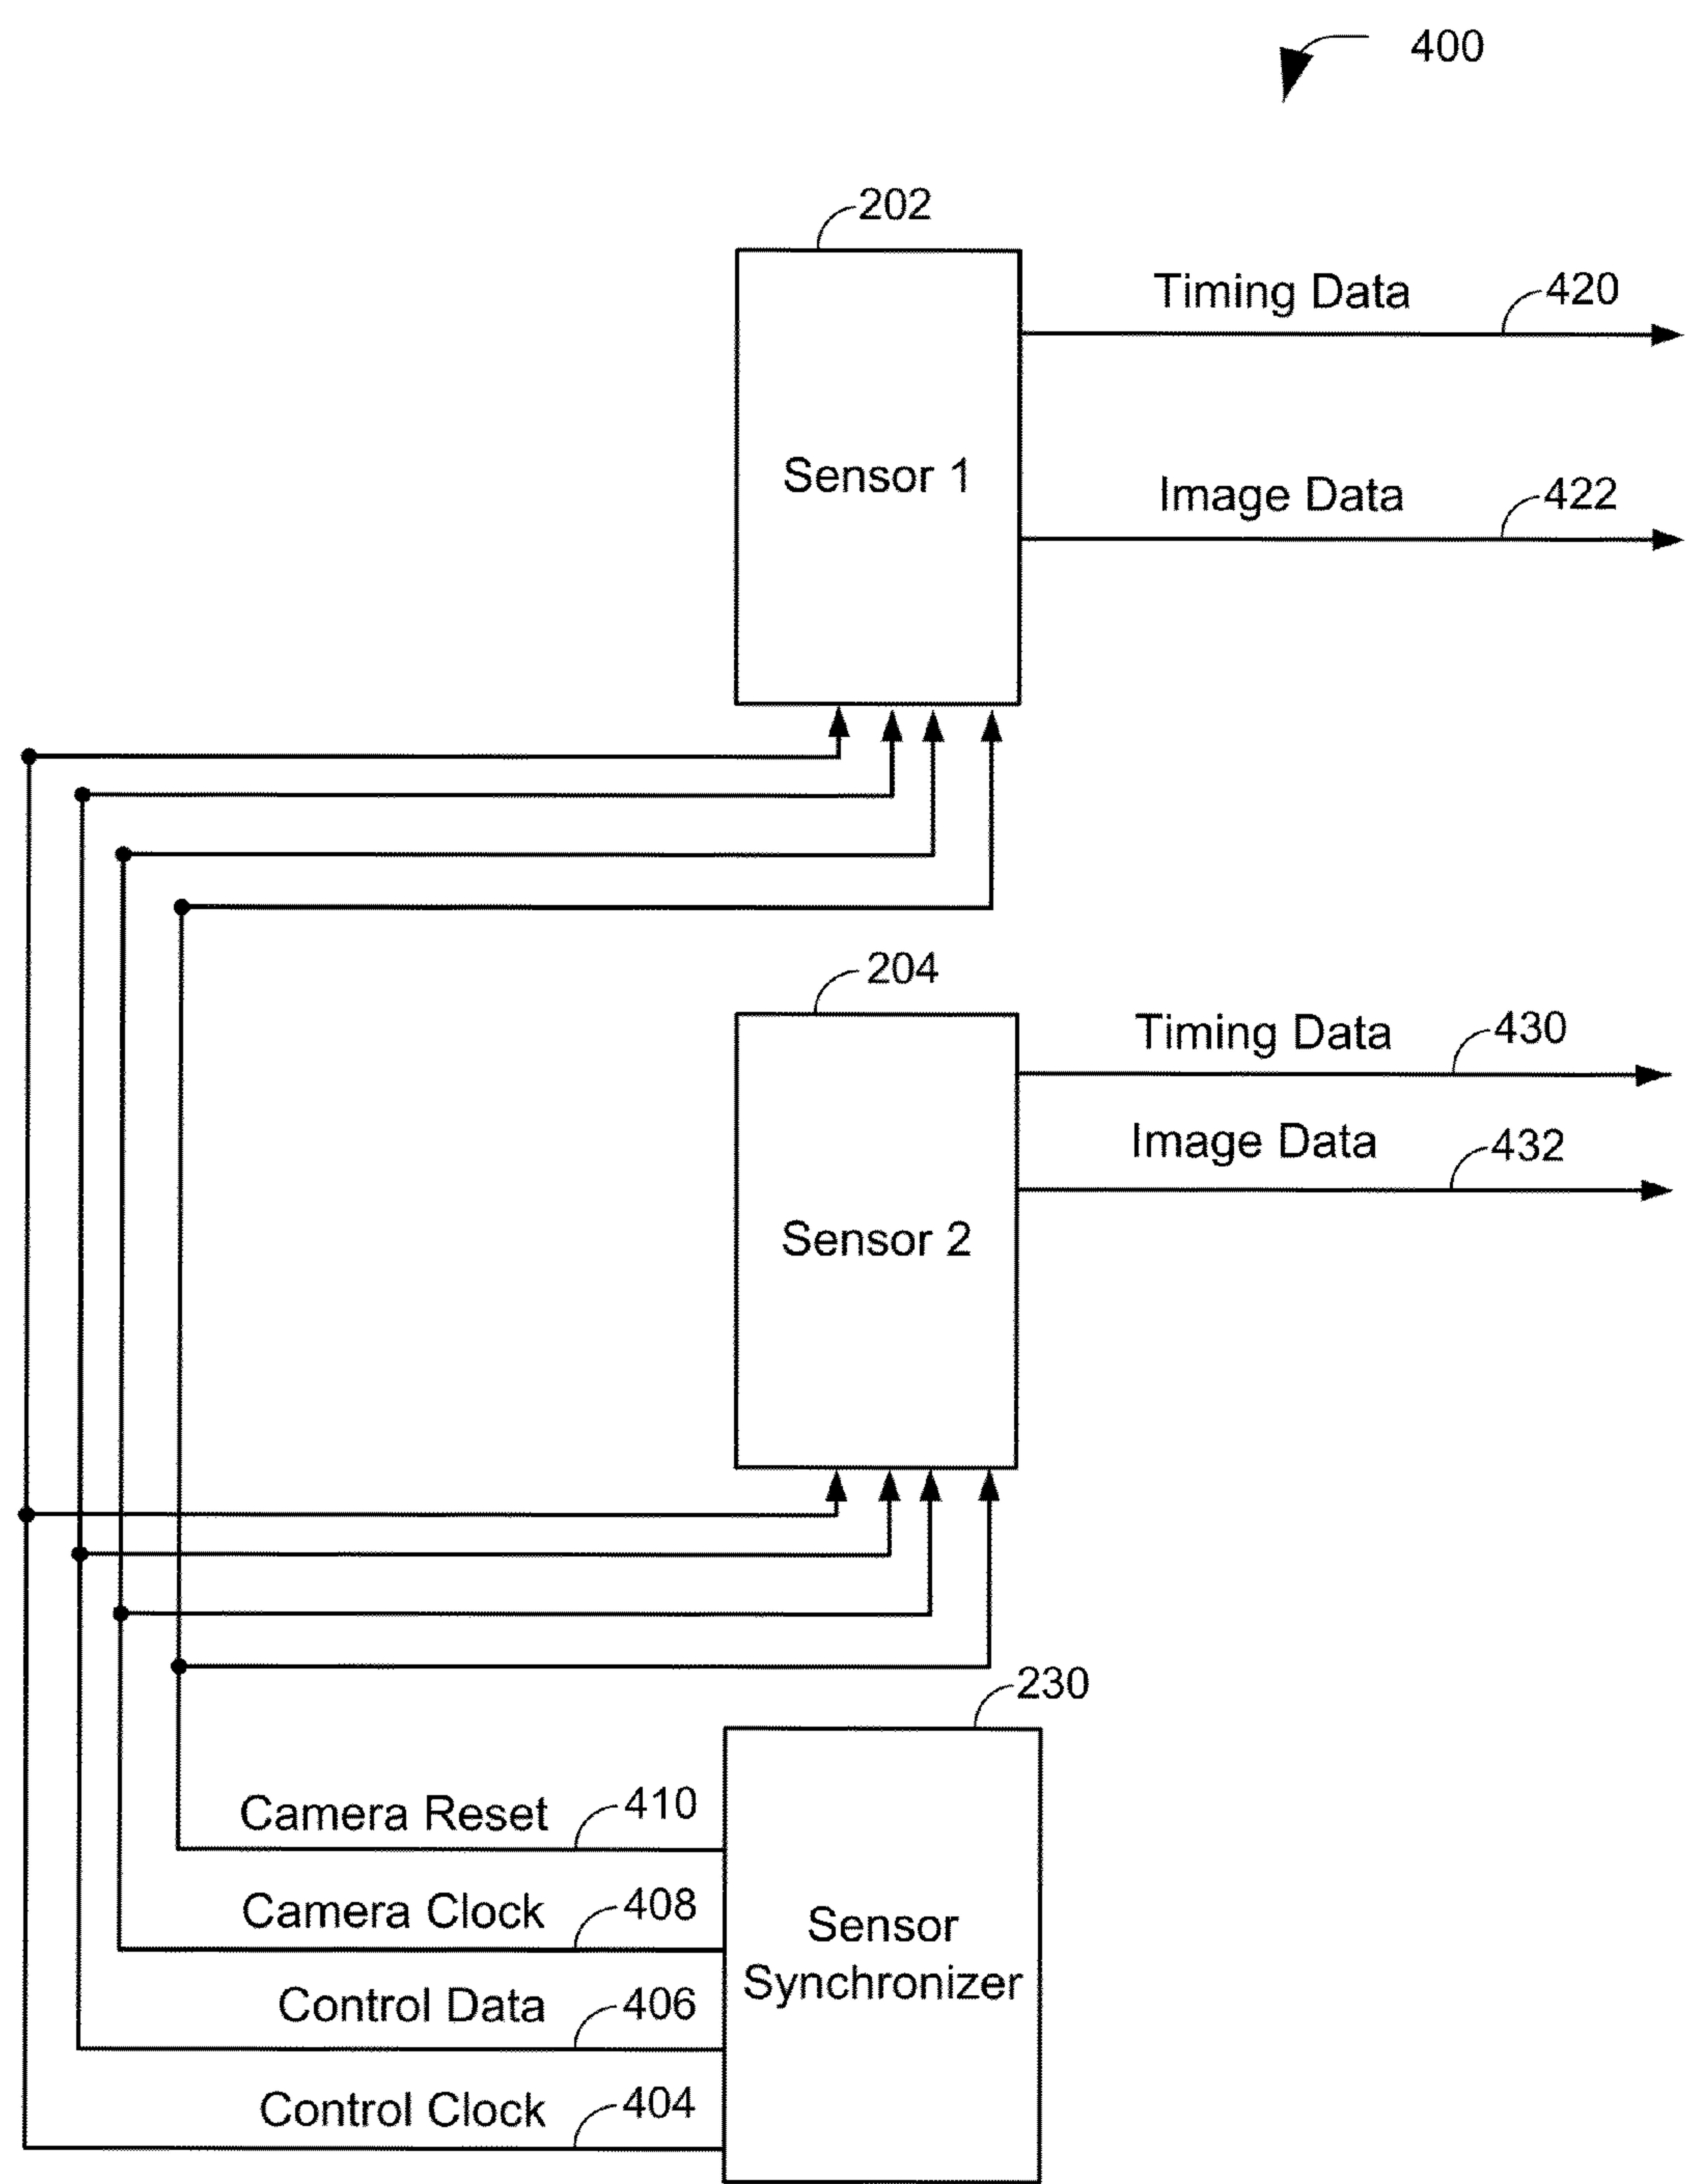 400
202
Timing Data
420
Sensor 1
Image Data
422
204
Timing Data
430
Image Data
432
Sensor 2
230
Camera Reset
410
Camera Clock
408
Sensor
Synchronizer
Control Data
406
Control Clock
404